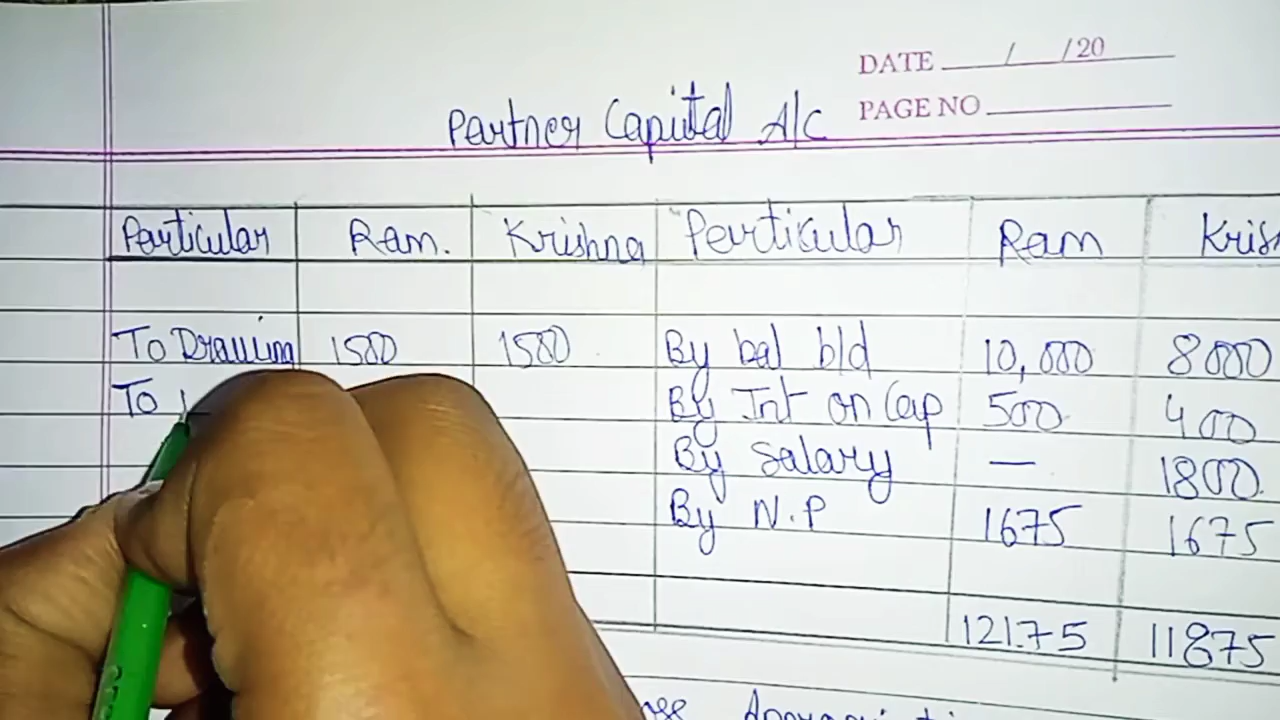 DATE / /20
PAGE NO
Partner Capital A/c
Particular Ram. Krishna Perticular Ram Kris
To Drawing 1500 1500 By bal b/d 10,000 8000
To By Int on Cap 500 400
By Salary — 1800
By N.P 1675 1675
12175 11875